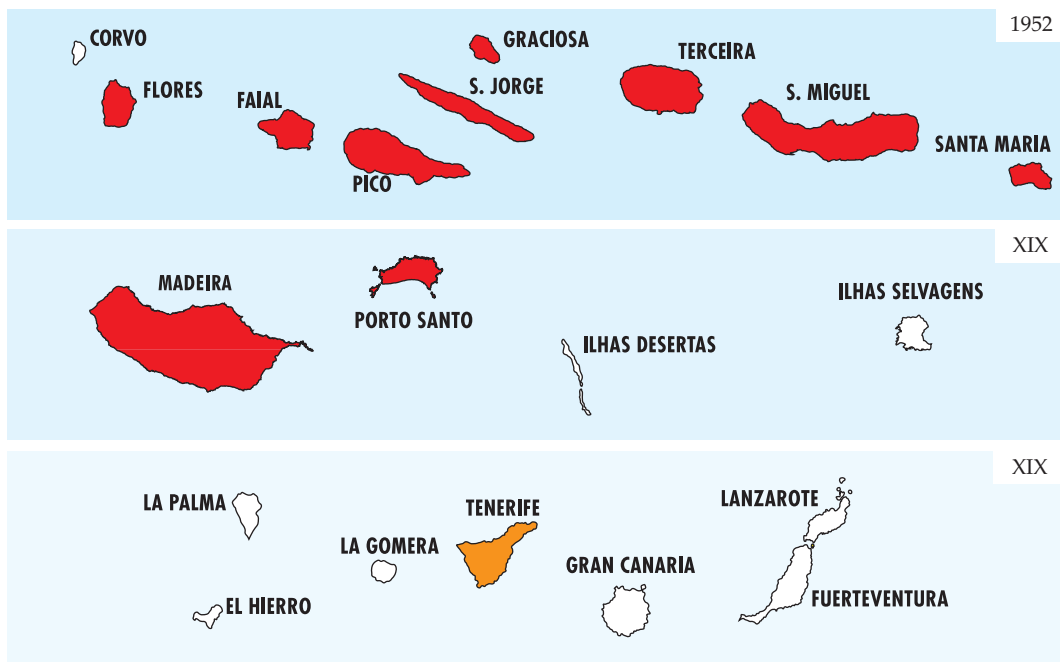 1952
CORVO
GRACIOSA
TERCEIRA
FLORES
S. JORGE
S. MIGUEL
FAIAL
SANTA MARIA
PICO
XIX
MADEIRA
ILHAS SELVAGENS
PORTO SANTO
ILHAS DESERTAS
XIX
LA PALMA
TENERIFE
LANZAROTE
LA GOMERA
GRAN CANARIA
EL HIERRO
FUERTEVENTURA